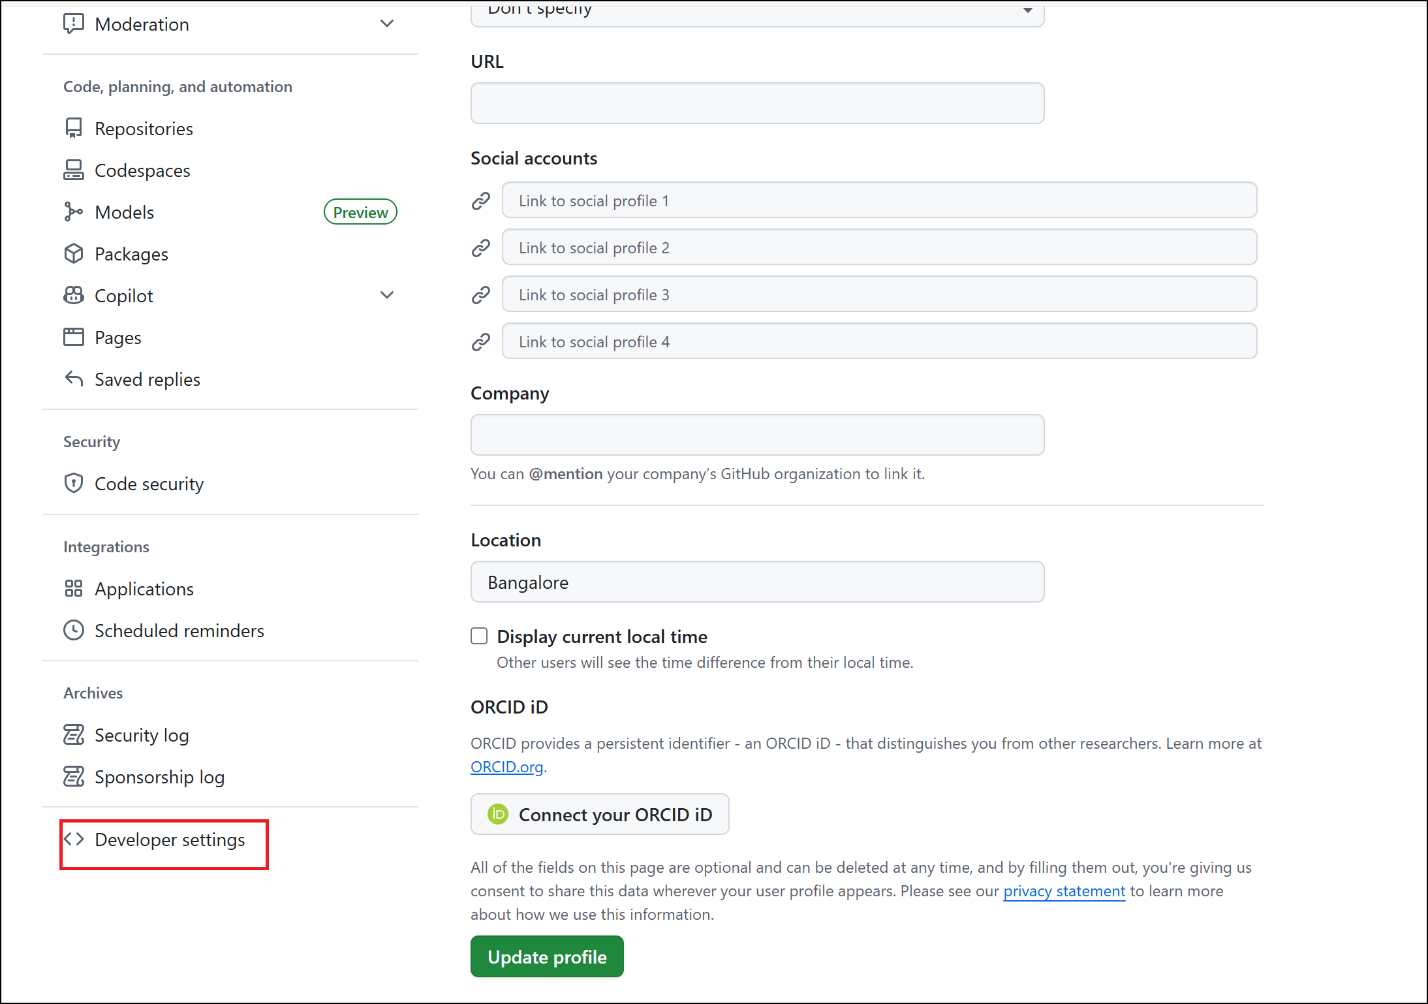 Moderation
Code, planning, and automation
Repositories
Codespaces
Models
Preview
Packages
Copilot
Pages
Saved replies
Security
Code security
Integrations
Applications
Scheduled reminders
Archives
Security log
Sponsorship log
Developer settings
Don't specify
URL
Social accounts
Link to social profile 1
Link to social profile 2
Link to social profile 3
Link to social profile 4
Company
You can @mention your company's GitHub organization to link it.
Location
Bangalore
Display current local time
Other users will see the time difference from their local time.
ORCID iD
ORCID provides a persistent identifier - an ORCID iD - that distinguishes you from other researchers. Learn more at
ORCID.org.
iD Connect your ORCID iD
All of the fields on this page are optional and can be deleted at any time, and by filling them out, you're giving us
consent to share this data wherever your user profile appears. Please see our privacy statement to learn more
about how we use this information.
Update profile